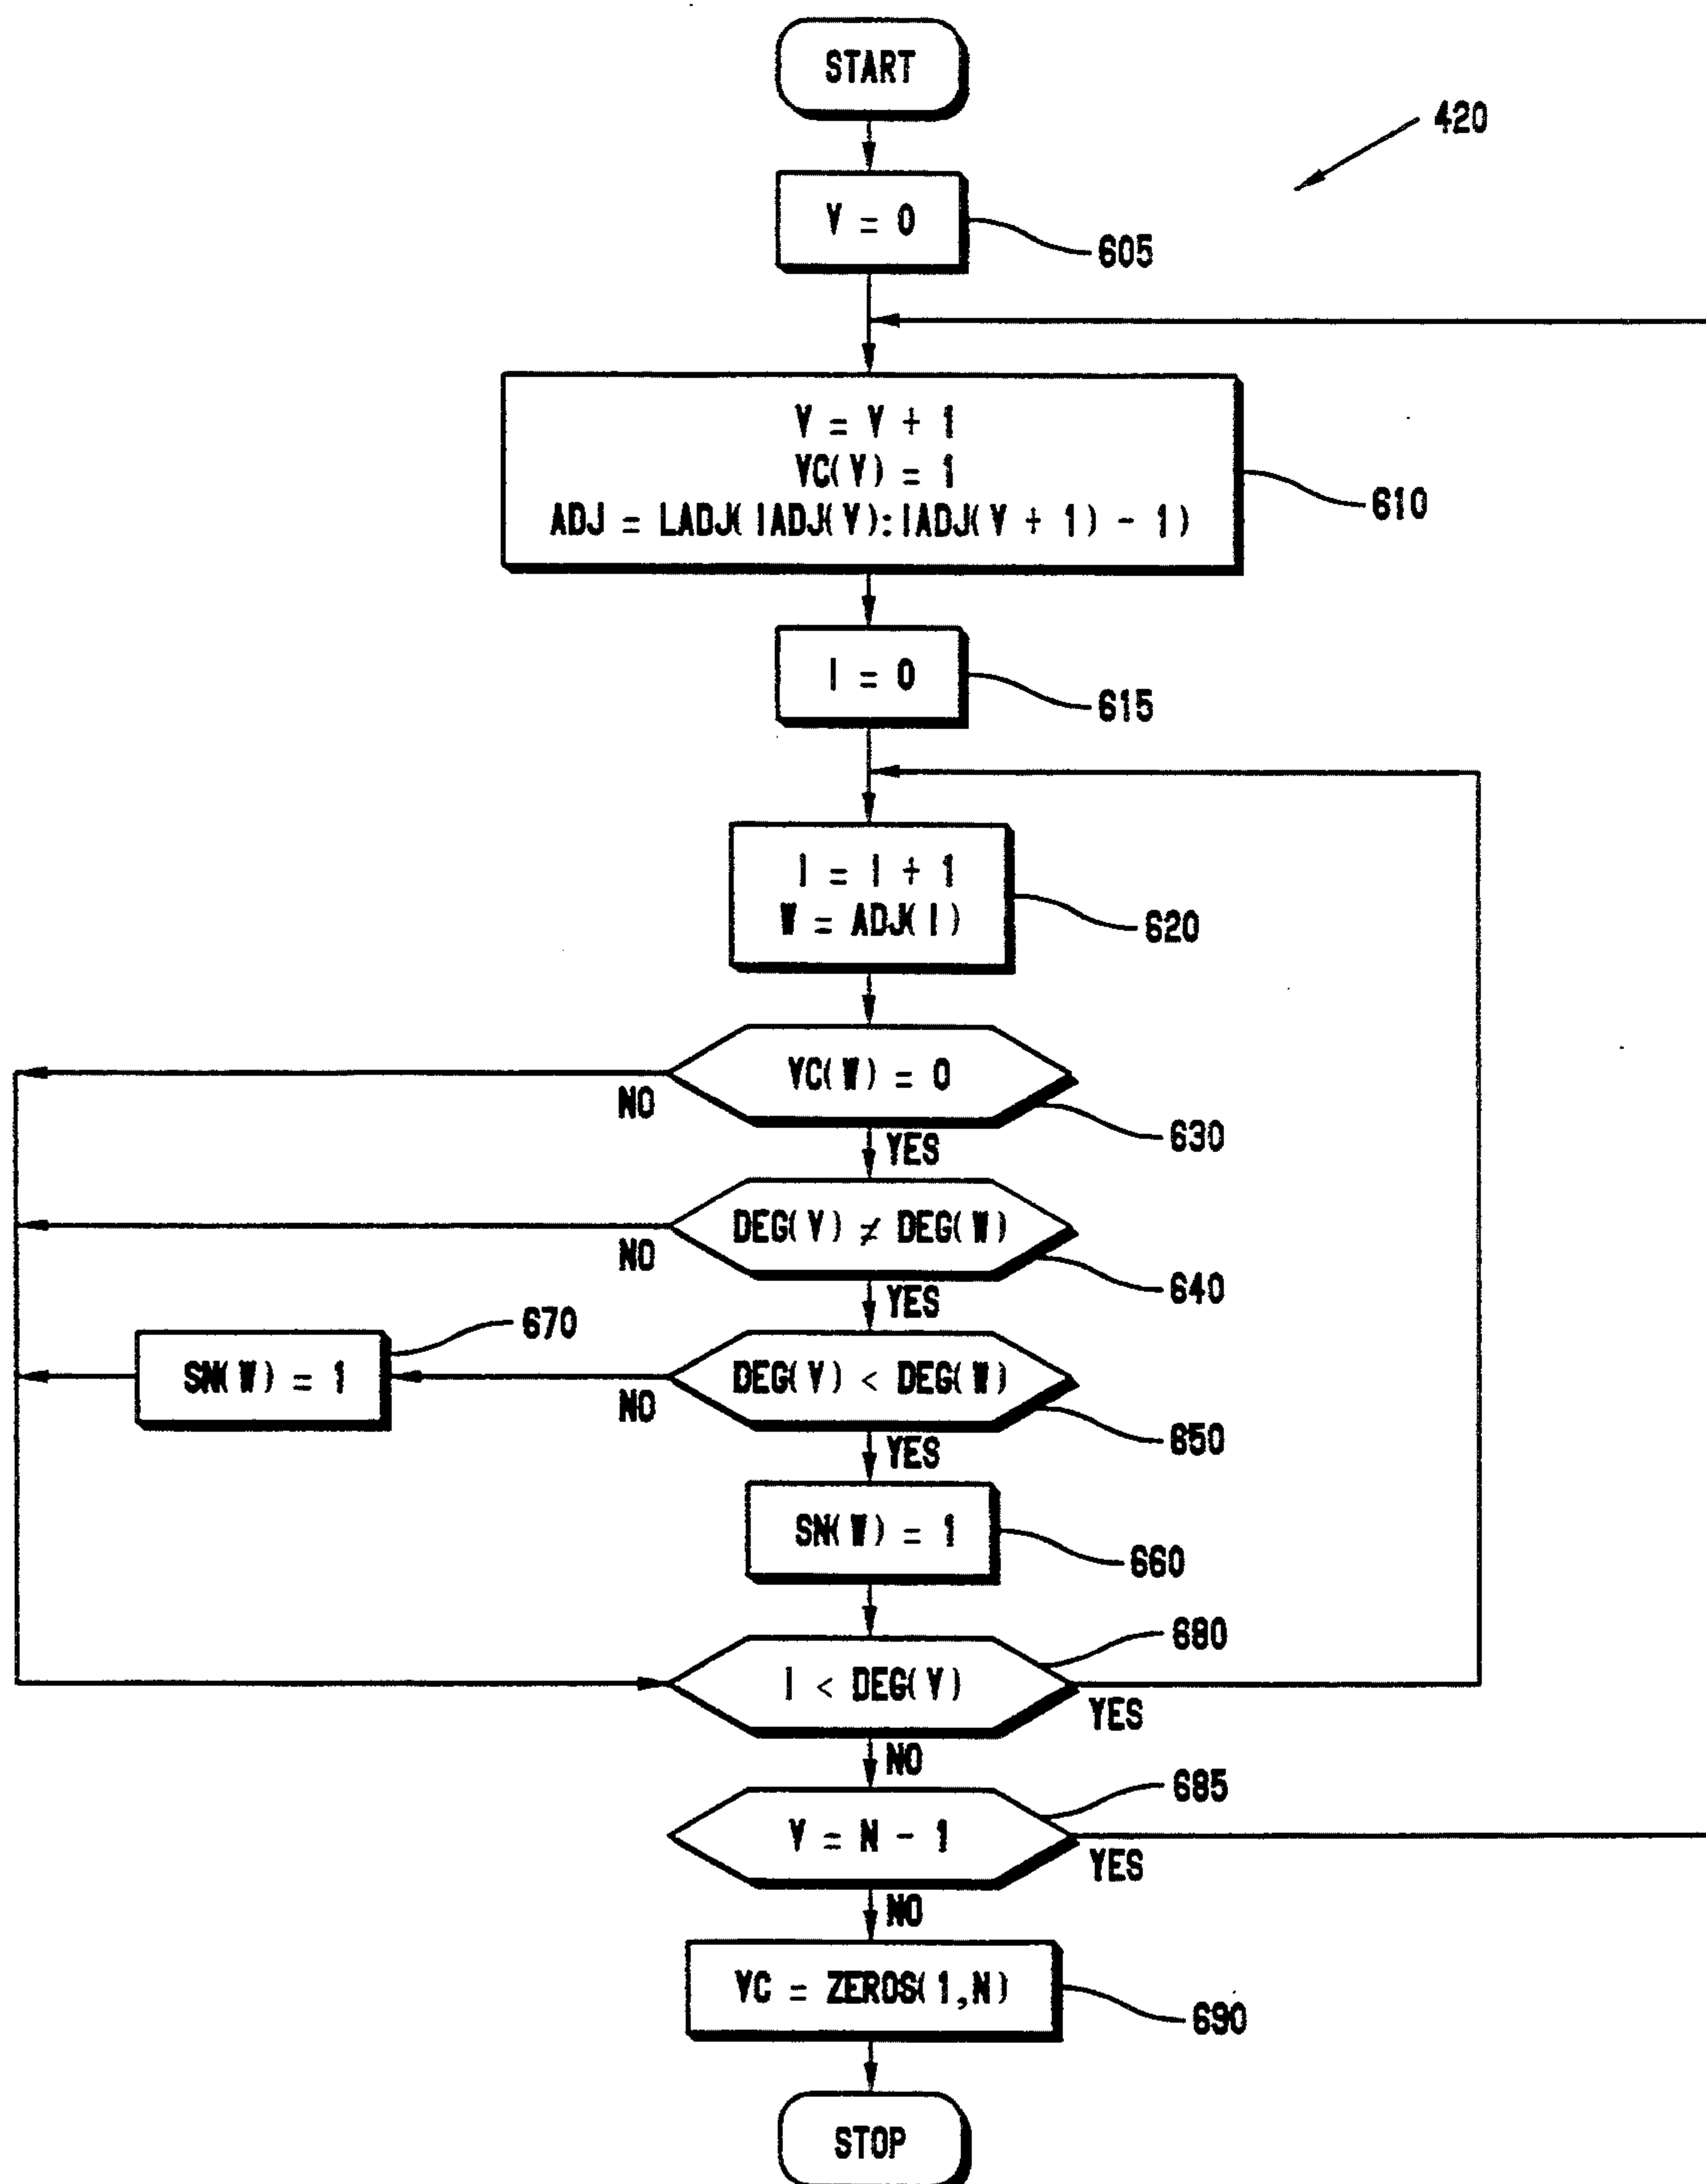 START
420
V = 0
605
V = V + 1
VC(V) = 1
ADJ = LADJ(IADJ(V):IADJ(V + 1) - 1)
610
I = 0
615
I = I + 1
W = ADJ(I)
620
VC(W) = 0
NO
630
YES
DEG(V) ≠ DEG(W)
NO
640
YES
670
SN(W) = 1
DEG(V) < DEG(W)
NO
650
YES
SN(W) = 1
660
680
I < DEG(V)
YES
NO
685
V = N - 1
YES
NO
VC = ZEROS(1,N)
690
STOP